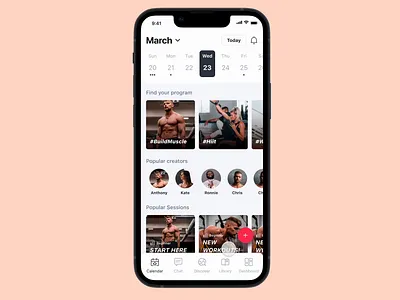 9:41
March
Today
Sun Mon Tue Wed Thu Fri Sat
20 21 22 23 24 25 26
Find your program
#BuildMuscle #Hiit
Popular creators
Anthony Kate Ronnie Chris
Popular Sessions
Beginner
START HERE NEW WORKOUTS!
Calendar Chat Discover Library Dashboard